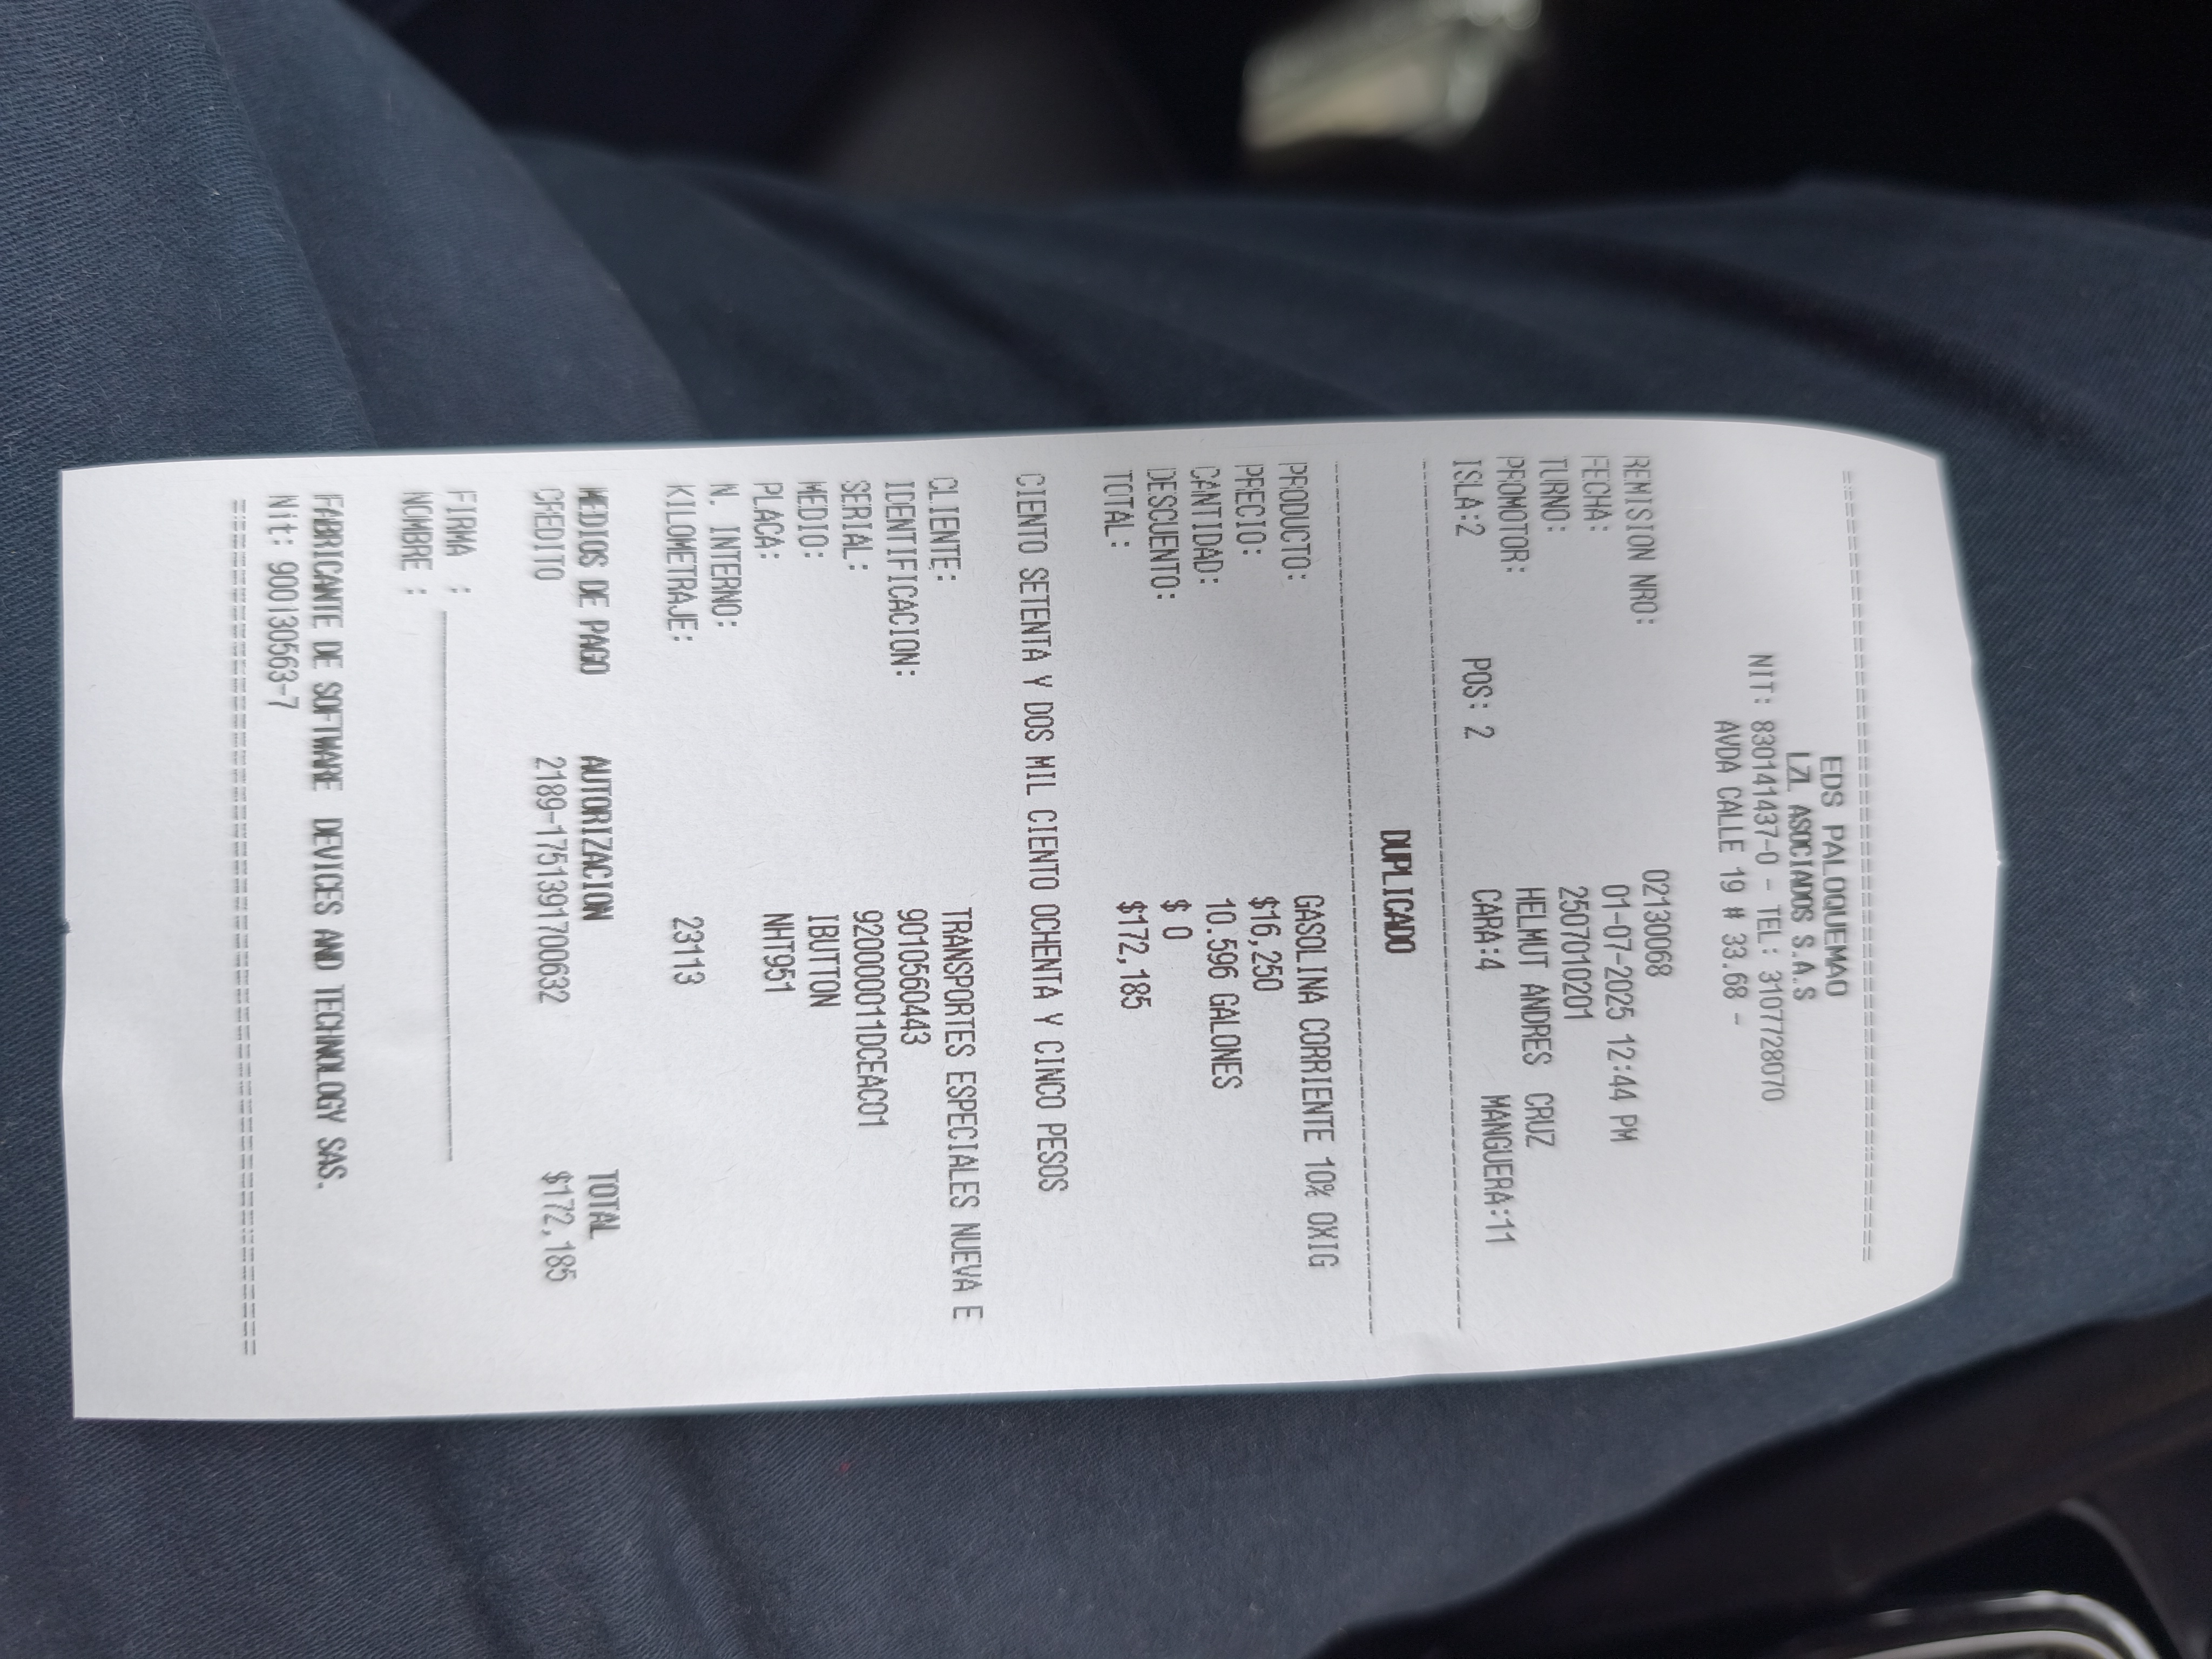 ==========================================
EDS PALOQUEMAO
LZL ASOCIADOS S.A.S
NIT: 830141437-0 - TEL: 3107728070
AVDA CALLE 19 # 33.68 -
REMISION NRO: 02130068
FECHA: 01-07-2025 12:44 PM
TURNO: 2507010201
PROMOTOR: HELMUT ANDRES CRUZ
ISLA:2 POS: 2 CARA:4 MANGUERA:11
------------------------------------------
DUPLICADO
------------------------------------------
PRODUCTO: GASOLINA CORRIENTE 10% OXIG
PRECIO: $16,250
CANTIDAD: 10.596 GALONES
DESCUENTO: $ 0
TOTAL: $172,185
CIENTO SETENTA Y DOS MIL CIENTO OCHENTA Y CINCO PESOS
CLIENTE: TRANSPORTES ESPECIALES NUEVA E
IDENTIFICACION: 90105604​43
SERIAL: 920000011DCEAC01
MEDIO: IBUTTON
PLACA: NHT951
N. INTERNO:
KILOMETRAJE: 23113
MEDIOS DE PAGO AUTORIZACION TOTAL
CREDITO 2189-1751391700632 $172,185
FIRMA : ______________________________
NOMBRE :
FABRICANTE DE SOFTWARE DEVICES AND TECHNOLOGY SAS.
Nit: 900130563-7
==========================================